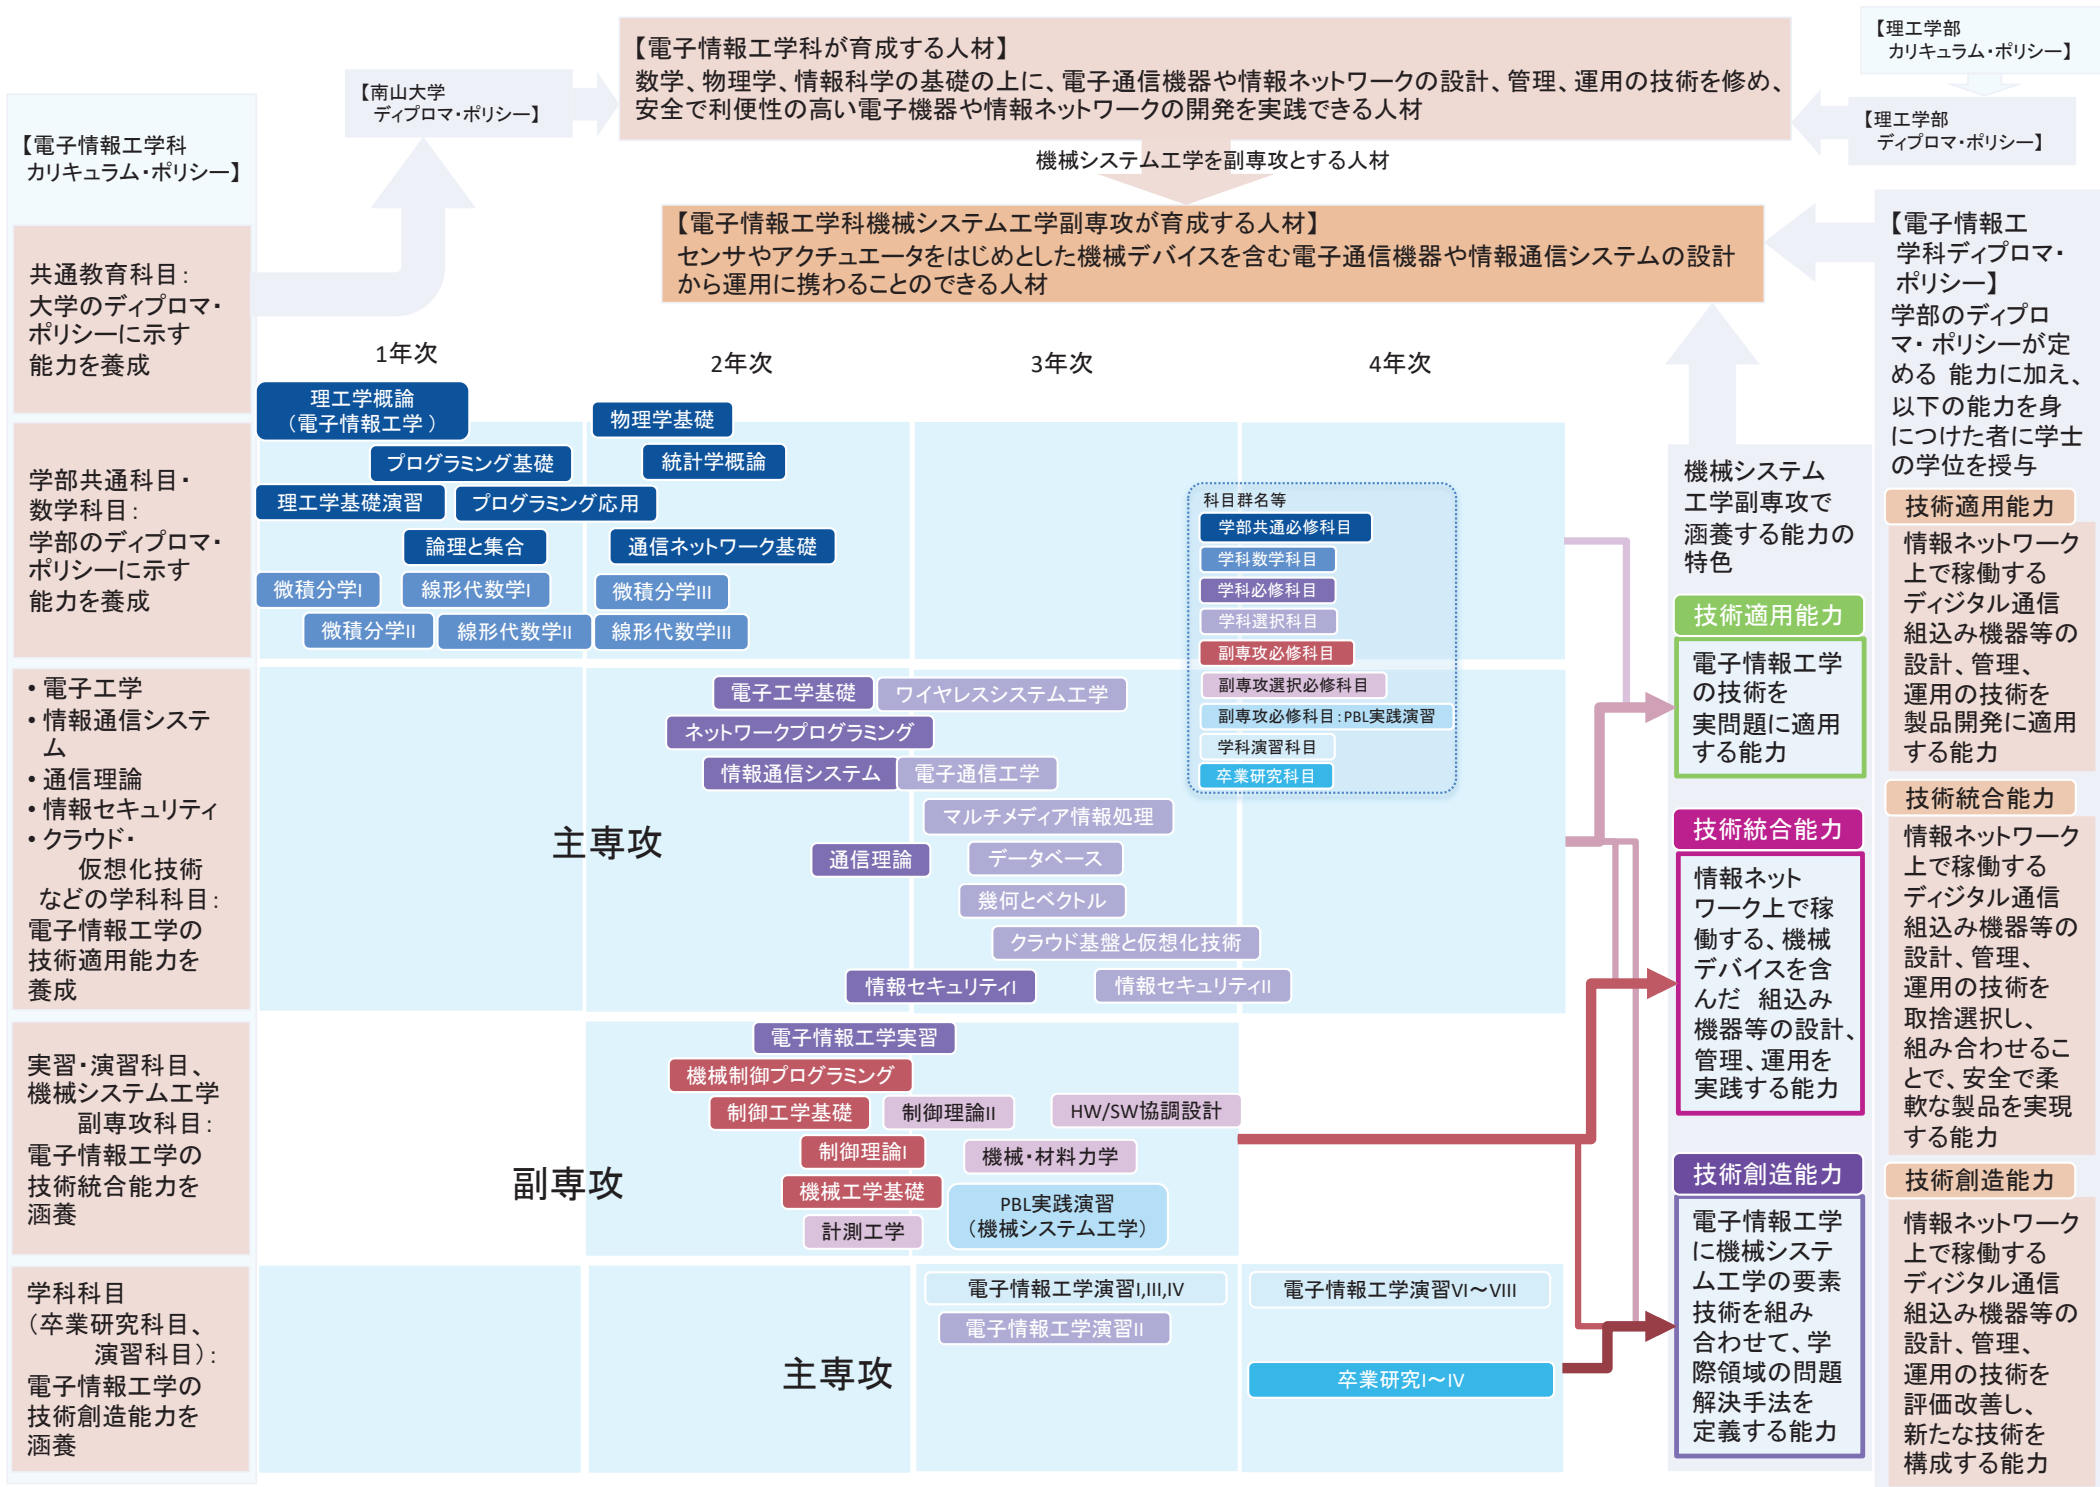 【電子情報工学科が育成する人材】
数学、物理学、情報科学の基礎の上に、電子通信機器や情報ネットワークの設計、管理、運用の技術を修め、
安全で利便性の高い電子機器や情報ネットワークの開発を実践できる人材
【理工学部
カリキュラム・ポリシー】
【南山大学
ディプロマ・ポリシー】
【理工学部
ディプロマ・ポリシー】
機械システム工学を副専攻とする人材
【電子情報工学科機械システム工学副専攻が育成する人材】
センサやアクチュエータをはじめとした機械デバイスを含む電子通信機器や情報通信システムの設計
から運用に携わることのできる人材
【電子情報工学科
カリキュラム・ポリシー】
共通教育科目:
大学のディプロマ・
ポリシーに示す
能力を養成
学部共通科目・
数学科目:
学部のディプロマ・
ポリシーに示す
能力を養成
• 電子工学
• 情報通信システ
ム
• 通信理論
• 情報セキュリティ
• クラウド・
仮想化技術
などの学科科目:
電子情報工学の
技術適用能力を
養成
実習・演習科目、
機械システム工学
副専攻科目:
電子情報工学の
技術統合能力を
涵養
学科科目
(卒業研究科目、
演習科目):
電子情報工学の
技術創造能力を
涵養
1年次
2年次
3年次
4年次
理工学概論
(電子情報工学)
物理学基礎
プログラミング基礎
統計学概論
理工学基礎演習
プログラミング応用
論理と集合
通信ネットワーク基礎
微積分学I
線形代数学I
微積分学III
微積分学II
線形代数学II
線形代数学III
科目群名等
学部共通必修科目
学科数学科目
学科必修科目
学科選択科目
副専攻必修科目
副専攻選択必修科目
副専攻必修科目:PBL実践演習
学科演習科目
卒業研究科目
電子工学基礎
ワイヤレスシステム工学
ネットワークプログラミング
情報通信システム
電子通信工学
マルチメディア情報処理
主専攻
通信理論
データベース
幾何とベクトル
クラウド基盤と仮想化技術
情報セキュリティI
情報セキュリティII
電子情報工学実習
機械制御プログラミング
制御工学基礎
制御理論II
HW/SW協調設計
制御理論I
機械・材料力学
副専攻
機械工学基礎
PBL実践演習
(機械システム工学)
計測工学
電子情報工学演習I,III,IV
電子情報工学演習VI～VIII
電子情報工学演習II
主専攻
卒業研究I～IV
機械システム
工学副専攻で
涵養する能力の
特色
技術適用能力
電子情報工学
の技術を
実問題に適用
する能力
技術統合能力
情報ネット
ワーク上で稼
働する、機械
デバイスを含
んだ 組込み
機器等の設計、
管理、運用を
実践する能力
技術創造能力
電子情報工学
に機械システ
ム工学の要素
技術を組み
合わせて、学
際領域の問題
解決手法を
定義する能力
【電子情報工
学科ディプロマ・
ポリシー】
学部のディプロ
マ・ ポリシーが定
める 能力に加え、
以下の能力を身
につけた者に学士
の学位を授与
技術適用能力
情報ネットワーク
上で稼働する
ディジタル通信
組込み機器等の
設計、管理、
運用の技術を
製品開発に適用
する能力
技術統合能力
情報ネットワーク
上で稼働する
ディジタル通信
組込み機器等の
設計、管理、
運用の技術を
取捨選択し、
組み合わせるこ
とで、安全で柔
軟な製品を実現
する能力
技術創造能力
情報ネットワーク
上で稼働する
ディジタル通信
組込み機器等の
設計、管理、
運用の技術を
評価改善し、
新たな技術を
構成する能力